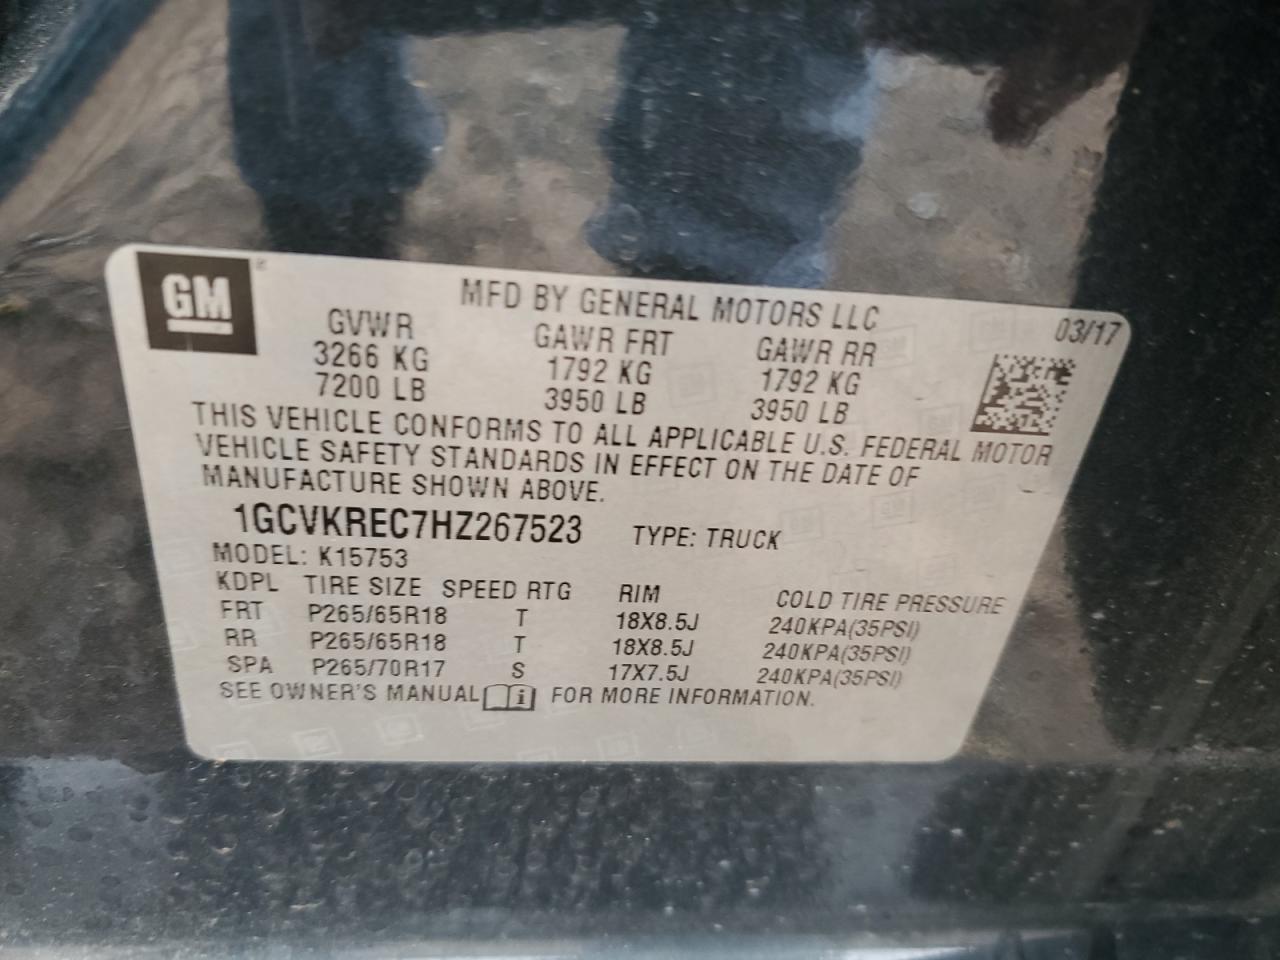 GM
MFD BY GENERAL MOTORS LLC
03/17
GVWR GAWR FRT GAWR RR
3266 KG 1792 KG 1792 KG
7200 LB 3950 LB 3950 LB
THIS VEHICLE CONFORMS TO ALL APPLICABLE U.S. FEDERAL MOTOR
VEHICLE SAFETY STANDARDS IN EFFECT ON THE DATE OF
MANUFACTURE SHOWN ABOVE.
1GCVKREC7HZ267523 TYPE: TRUCK
MODEL: K15753
KDPL TIRE SIZE SPEED RTG RIM COLD TIRE PRESSURE
FRT P265/65R18 T 18X8.5J 240KPA(35PSI)
RR P265/65R18 T 18X8.5J 240KPA(35PSI)
SPA P265/70R17 S 17X7.5J 240KPA(35PSI)
SEE OWNER'S MANUAL FOR MORE INFORMATION.